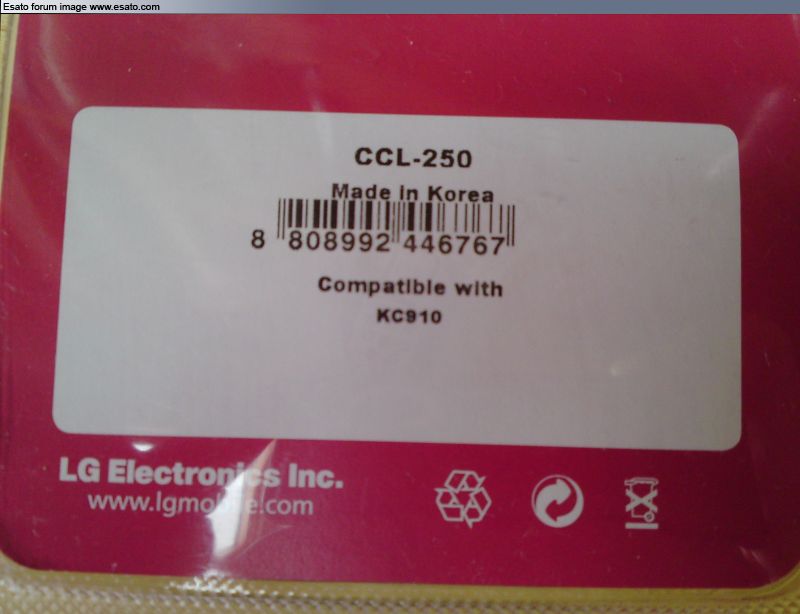 Esato forum image www.esato.com
CCL-250
Made in Korea
8 808992 446767
Compatible with
KC910
LG Electronics Inc.
www.lgmobile.com